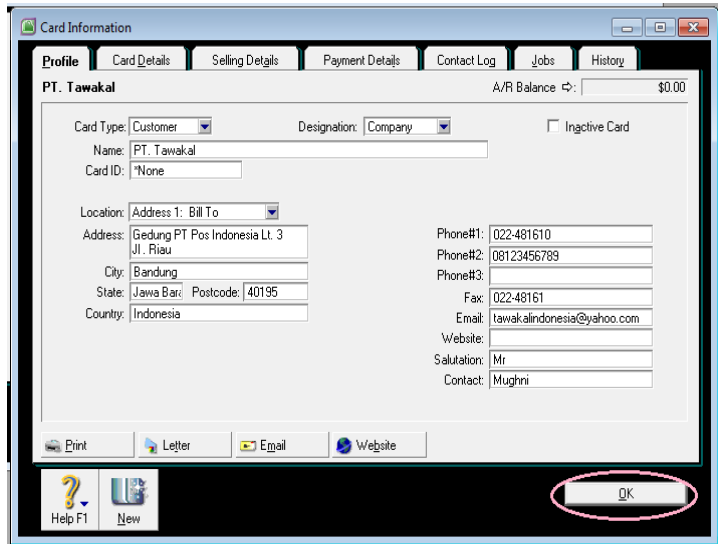 Card Information
Profile Card Details Selling Details Payment Details Contact Log Jobs History
PT. Tawakal A/R Balance ⇨: $0.00
Card Type: Customer Designation: Company Inactive Card
Name: PT. Tawakal
Card ID: *None
Location: Address 1: Bill To
Address: Gedung PT Pos Indonesia Lt. 3
Jl. Riau
City: Bandung
State: Jawa Bara Postcode: 40195
Country: Indonesia
Phone#1: 022-481610
Phone#2: 08123456789
Phone#3:
Fax: 022-48161
Email: tawakalindonesia@yahoo.com
Website:
Salutation: Mr
Contact: Mughni
Print Letter Email Website
Help F1 New OK